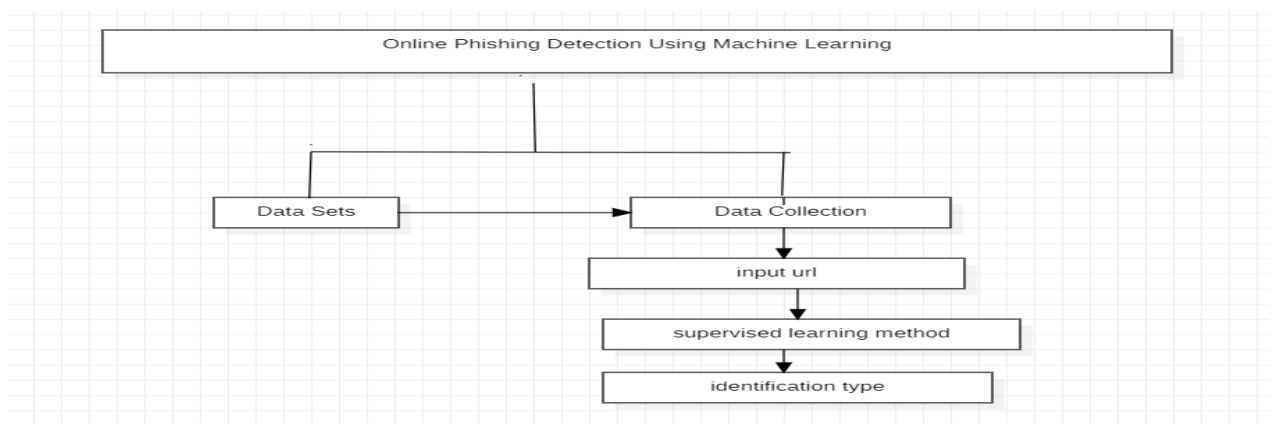 Online Phishing Detection Using Machine Learning
Data Sets
Data Collection
input url
supervised learning method
identification type